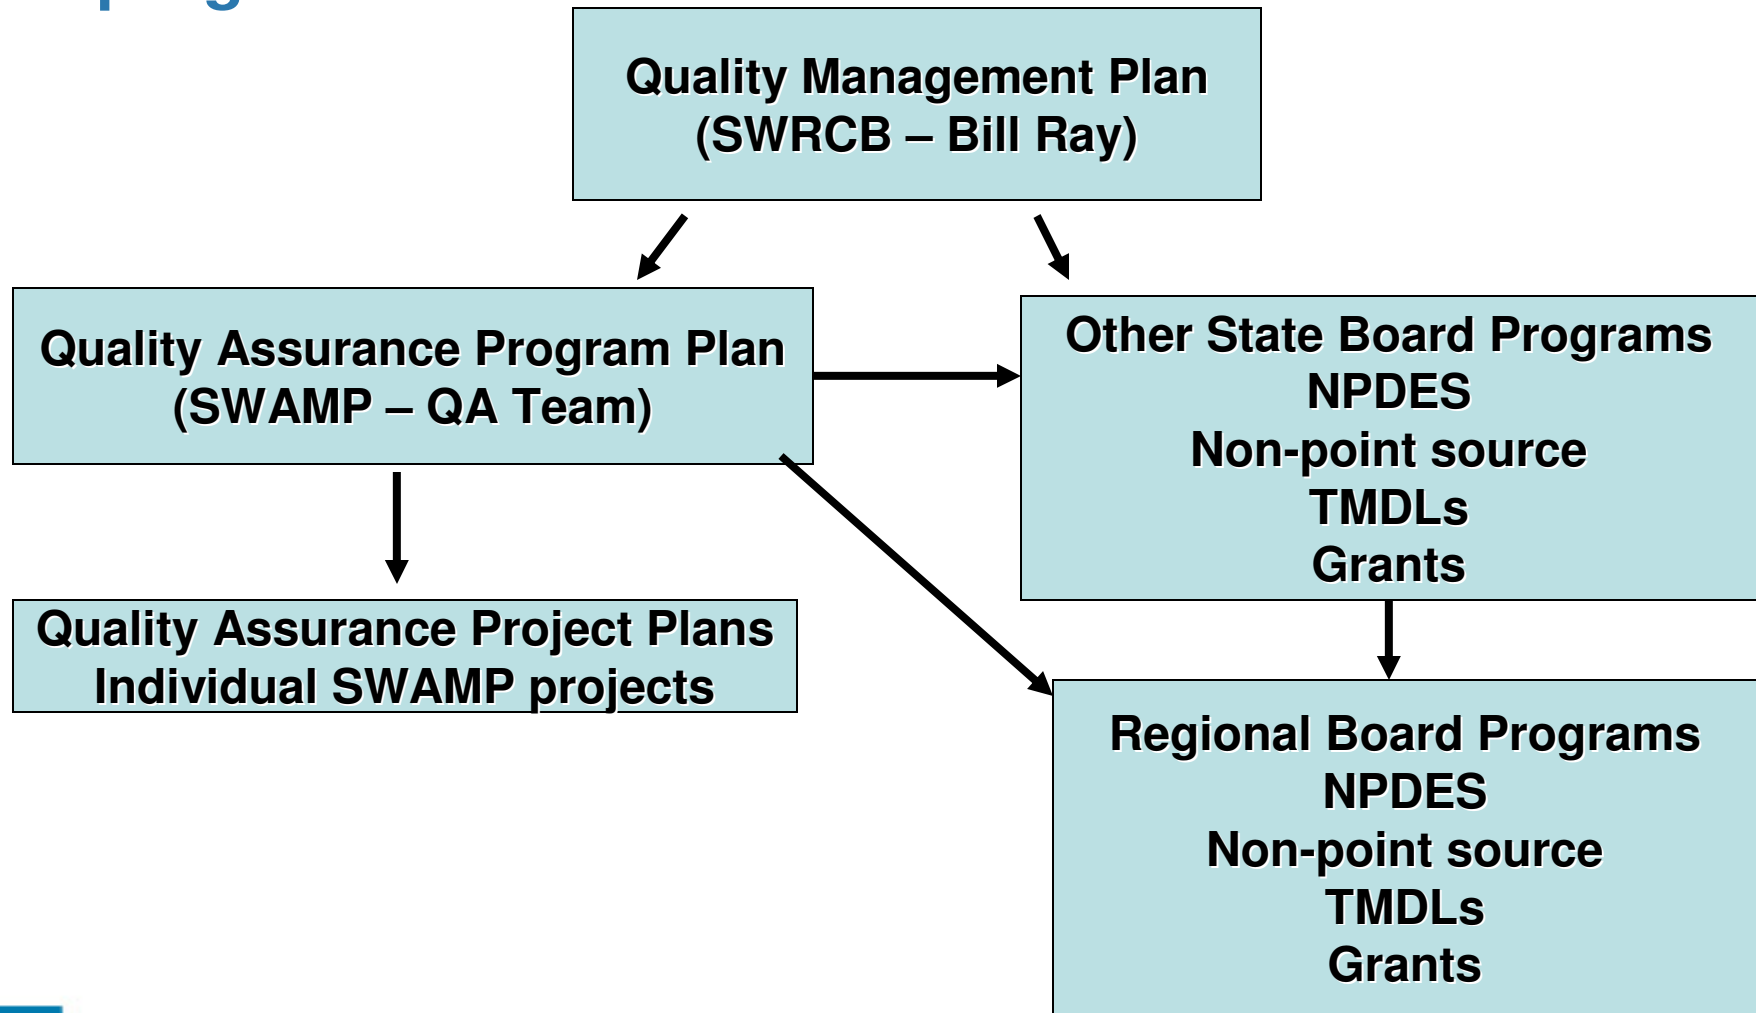 Quality Management Plan
(SWRCB – Bill Ray)
Quality Assurance Program Plan
(SWAMP – QA Team)
Other State Board Programs
NPDES
Non-point source
TMDLs
Grants
Quality Assurance Project Plans
Individual SWAMP projects
Regional Board Programs
NPDES
Non-point source
TMDLs
Grants